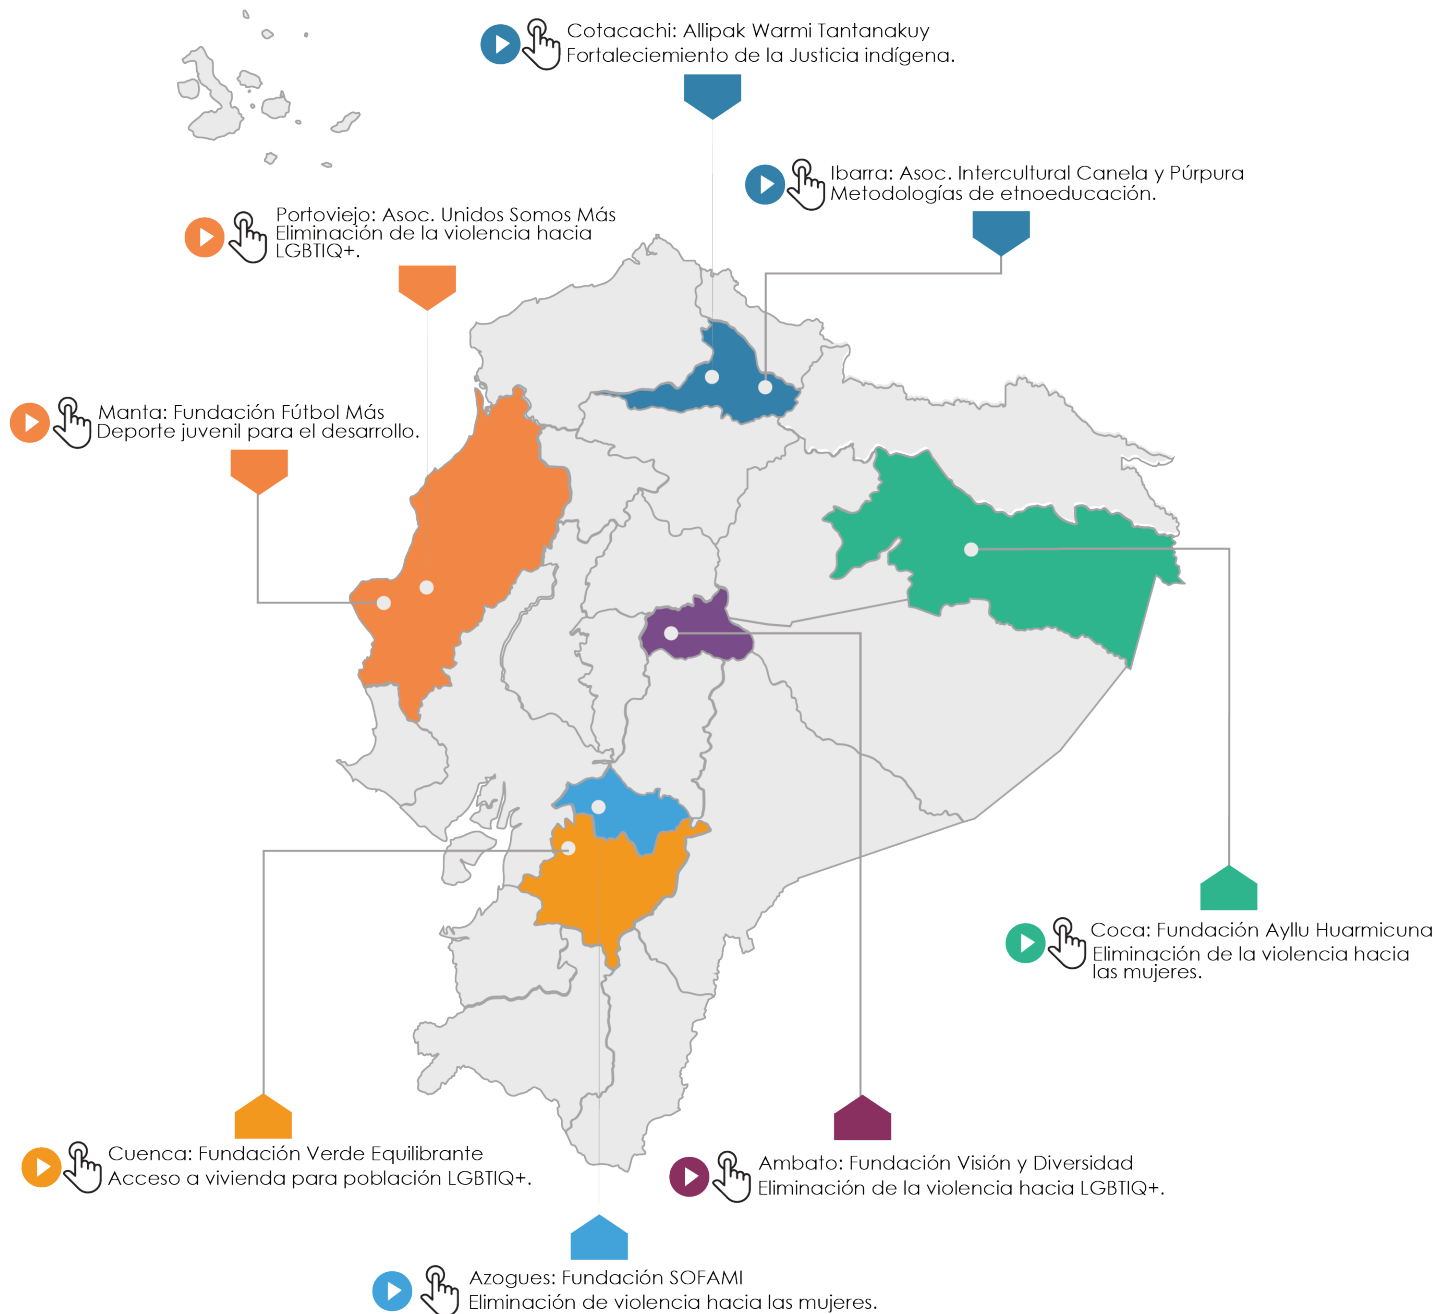 Cotacachi: Allipak Warmi Tantanakuy
Fortaleciemiento de la Justicia indígena.
Ibarra: Asoc. Intercultural Canela y Púrpura
Metodologías de etnoeducación.
Portoviejo: Asoc. Unidos Somos Más
Eliminación de la violencia hacia
LGBTIQ+.
Manta: Fundación Fútbol Más
Deporte juvenil para el desarrollo.
Coca: Fundación Ayllu Huarmicuna
Eliminación de la violencia hacia
las mujeres.
Cuenca: Fundación Verde Equilibrante
Acceso a vivienda para población LGBTIQ+.
Ambato: Fundación Visión y Diversidad
Eliminación de la violencia hacia LGBTIQ+.
Azogues: Fundación SOFAMI
Eliminación de violencia hacia las mujeres.